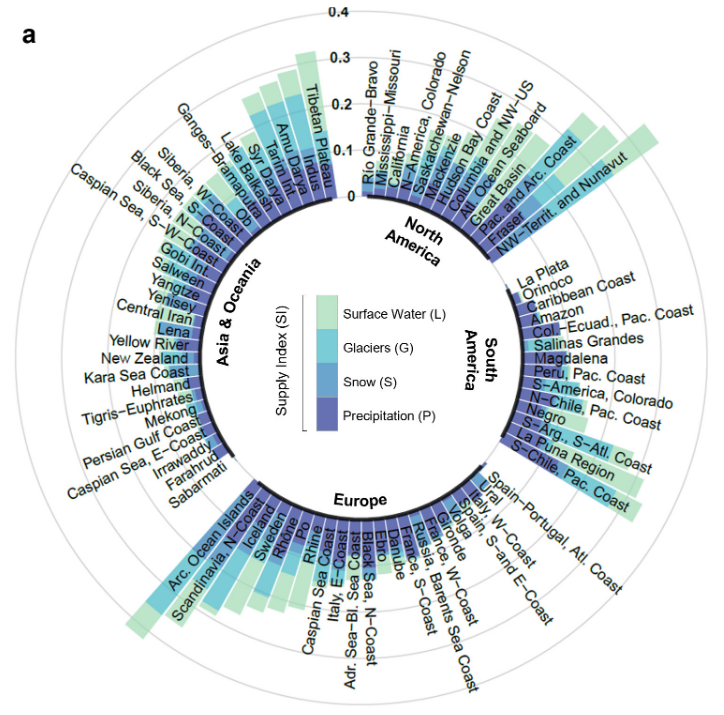 a
0.4
0.3
0.2
0.1
0
Rio Grande−Bravo
Mississippi−Missouri
California
N−America, Colorado
Saskatchewan−Nelson
Mackenzie
Hudson Bay Coast
Columbia and NW−US
Atl. Ocean Seaboard
Great Basin
Pac. and Arc. Coast
Fraser
NW−Territ. and Nunavut
North
America
La Plata
Orinoco
Caribbean Coast
Amazon
Col.−Ecuad., Pac. Coast
Salinas Grandes
Magdalena
Peru, Pac. Coast
S−America, Colorado
N−Chile, Pac. Coast
Negro
S−Arg., S−Atl. Coast
La Puna Region
S−Chile, Pac. Coast
South
America
Spain−Portugal, Atl. Coast
Ural
Italy, W−Coast
Spain, S−and E−Coast
Volga
Gironde
France, W−Coast
Russia, Barents Sea Coast
France, S−Coast
Danube
Ebro
Black Sea, N−Coast
Adr. Sea−Bl. Sea Coast
Italy, E−Coast
Caspian Sea Coast
Rhine
Po
Rhône
Sweden
Iceland
Scandinavia, N−Coast
Arc. Ocean Islands
Europe
Sabarmati
Farahrud
Irrawaddy
Caspian Sea, E−Coast
Persian Gulf Coast
Mekong
Tigris−Euphrates
Helmand
Kara Sea Coast
New Zealand
Yellow River
Lena
Central Iran
Yenisey
Yangtze
Salween
Gobi Int.
Caspian Sea, S−W−Coast
Siberia, N−Coast
Black Sea, S−Coast
Siberia, W−Coast
Ob
Ganges−Bramaputra
Lake Balkash
Syr Darya
Tarim Int.
Amu Darya
Indus
Tibetan Plateau
Asia & Oceania
Supply Index (SI)
Surface Water (L)
Glaciers (G)
Snow (S)
Precipitation (P)